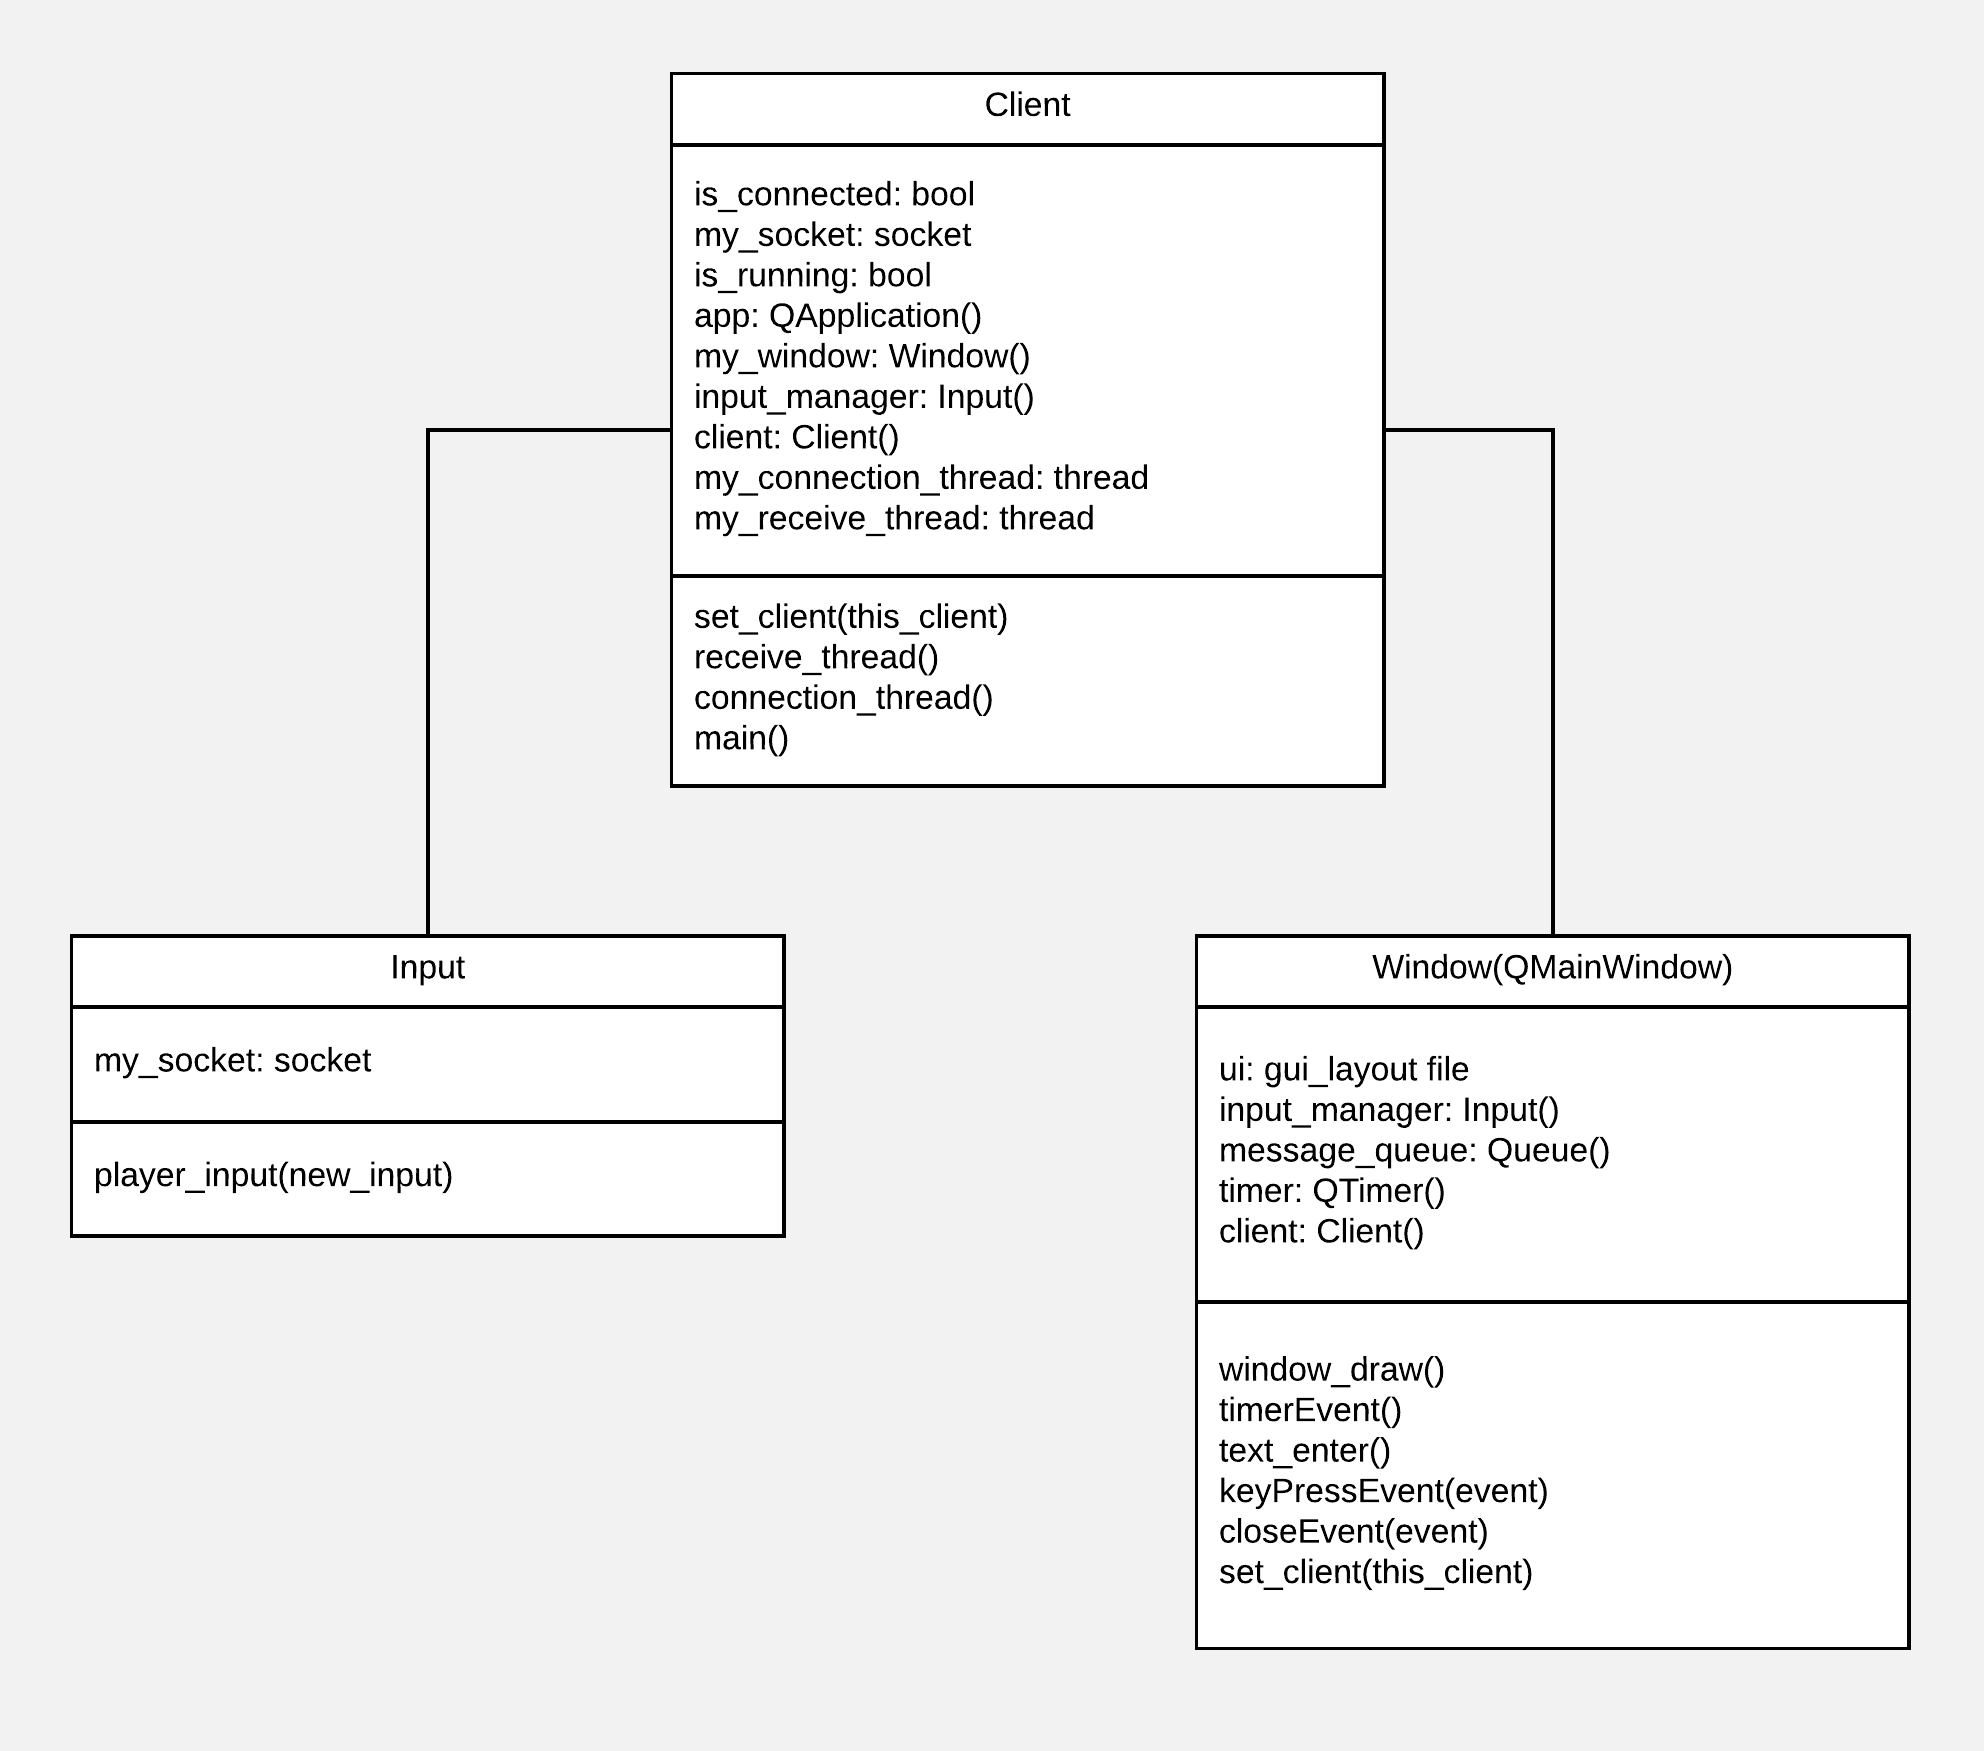 Client
is_connected: bool
my_socket: socket
is_running: bool
app: QApplication()
my_window: Window()
input_manager: Input()
client: Client()
my_connection_thread: thread
my_receive_thread: thread
set_client(this_client)
receive_thread()
connection_thread()
main()
Input
my_socket: socket
player_input(new_input)
Window(QMainWindow)
ui: gui_layout file
input_manager: Input()
message_queue: Queue()
timer: QTimer()
client: Client()
window_draw()
timerEvent()
text_enter()
keyPressEvent(event)
closeEvent(event)
set_client(this_client)